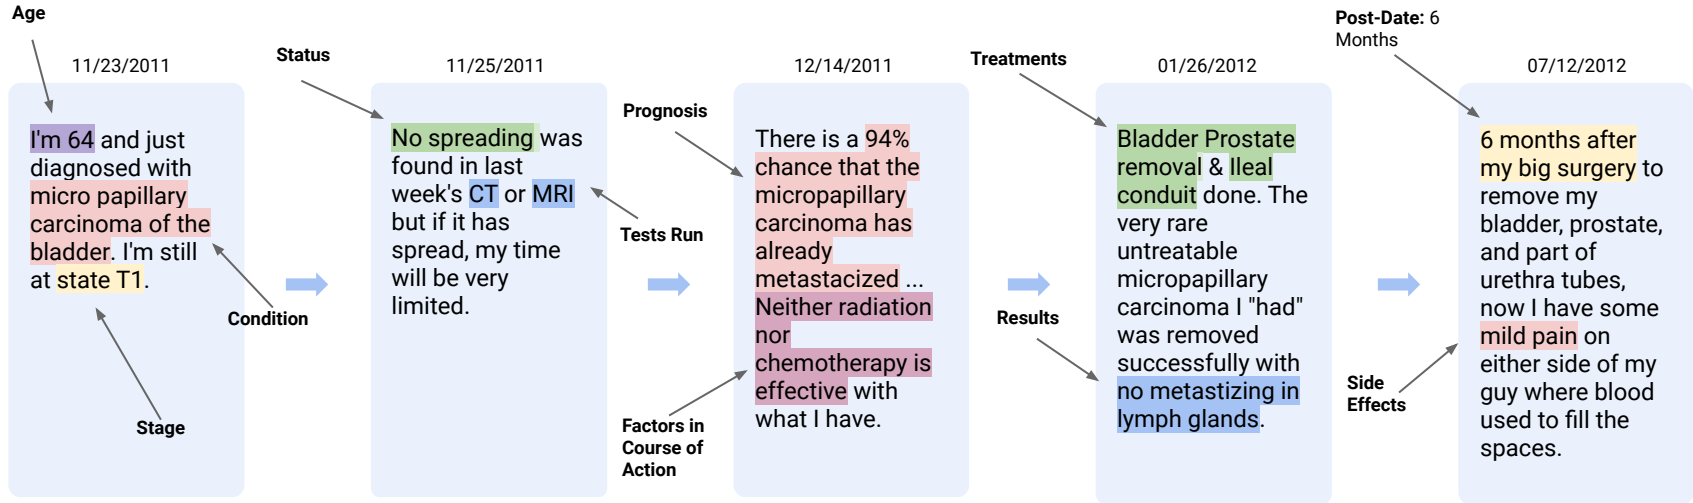 Age
11/23/2011
I'm 64 and just
diagnosed with
micro papillary
carcinoma of the
bladder. I'm still
at state T1.
Condition
Stage
Status
11/25/2011
No spreading was
found in last
week's CT or MRI
but if it has
spread, my time
will be very
limited.
Tests Run
Prognosis
12/14/2011
There is a 94%
chance that the
micropapillary
carcinoma has
already
metastacized ...
Neither radiation
nor
chemotherapy is
effective with
what I have.
Factors in
Course of
Action
Treatments
01/26/2012
Bladder Prostate
removal & Ileal
conduit done. The
very rare
untreatable
micropapillary
carcinoma I "had"
was removed
successfully with
no metastizing in
lymph glands.
Results
Post-Date: 6
Months
07/12/2012
6 months after
my big surgery to
remove my
bladder, prostate,
and part of
urethra tubes,
now I have some
mild pain on
either side of my
guy where blood
used to fill the
spaces.
Side
Effects